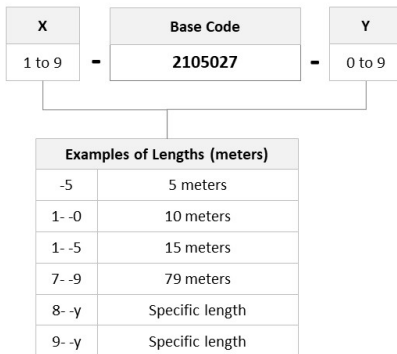 X Base Code Y
1 to 9 - 2105027 - 0 to 9
Examples of Lengths (meters)
-5 5 meters
1- -0 10 meters
1- -5 15 meters
7- -9 79 meters
8- -y Specific length
9- -y Specific length